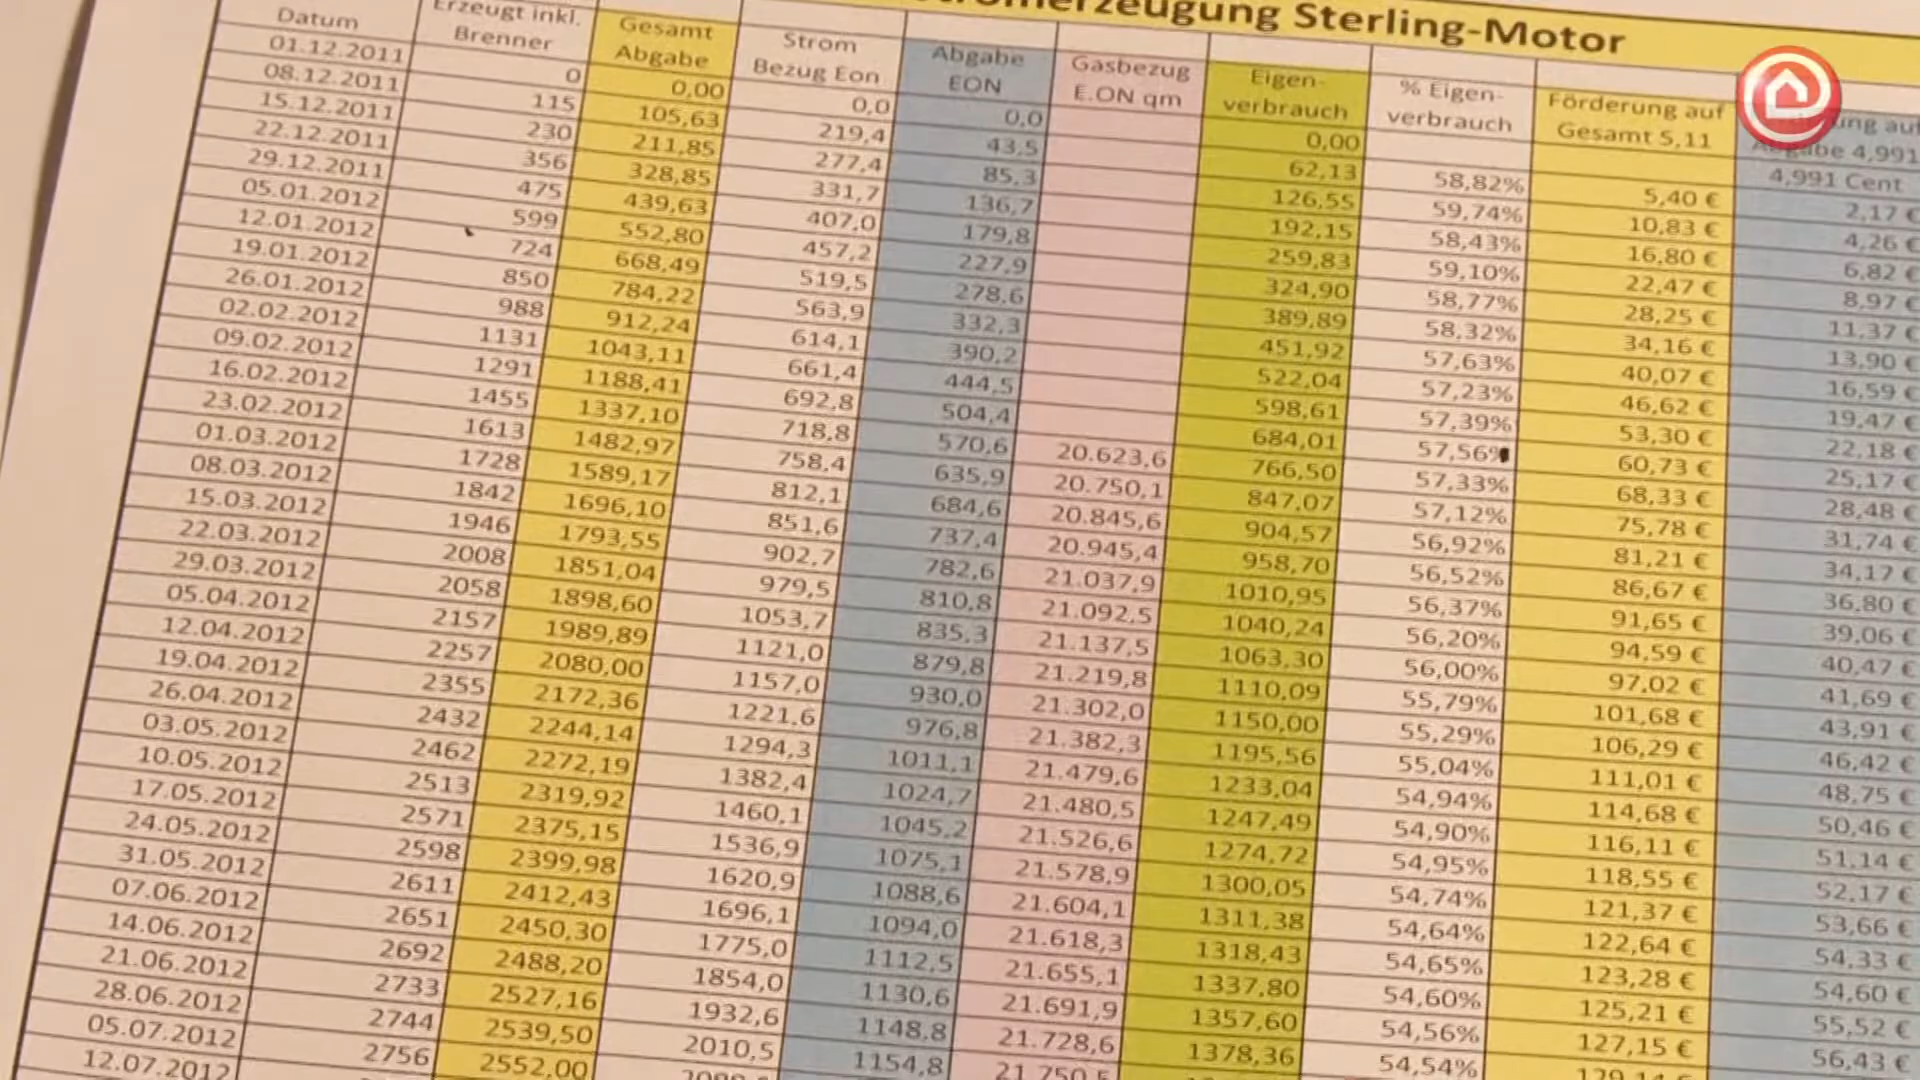 Stromerzeugung Sterling-Motor
Datum Erzeugt inkl. Brenner Gesamt Abgabe Strom Bezug Eon Abgabe EON Gasbezug E.ON qm Eigen-verbrauch % Eigen-verbrauch Förderung auf Gesamt 5,11 Abgabe 4,991 4,991 Cent
01.12.2011 0 0,00 0,0 0,0 0,00
08.12.2011 115 105,63 219,4 43,5 62,13 58,82% 5,40 € 2,17 €
15.12.2011 230 211,85 277,4 85,3 126,55 59,74% 10,83 € 4,26 €
22.12.2011 356 328,85 331,7 136,7 192,15 58,43% 16,80 € 6,82 €
29.12.2011 475 439,63 407,0 179,8 259,83 59,10% 22,47 € 8,97 €
05.01.2012 599 552,80 457,2 227,9 324,90 58,77% 28,25 € 11,37 €
12.01.2012 724 668,49 519,5 278,6 389,89 58,32% 34,16 € 13,90 €
19.01.2012 850 784,22 563,9 332,3 451,92 57,63% 40,07 € 16,59 €
26.01.2012 988 912,24 614,1 390,2 522,04 57,23% 46,62 € 19,47 €
02.02.2012 1131 1043,11 661,4 444,5 598,61 57,39% 53,30 € 22,18 €
09.02.2012 1291 1188,41 692,8 504,4 684,01 57,56% 60,73 € 25,17 €
16.02.2012 1455 1337,10 718,8 570,6 20.623,6 766,50 57,33% 68,33 € 28,48 €
23.02.2012 1613 1482,97 758,4 635,9 20.750,1 847,07 57,12% 75,78 € 31,74 €
01.03.2012 1728 1589,17 812,1 684,6 20.845,6 904,57 56,92% 81,21 € 34,17 €
08.03.2012 1842 1696,10 851,6 737,4 20.945,4 958,70 56,52% 86,67 € 36,80 €
15.03.2012 1946 1793,55 902,7 782,6 21.037,9 1010,95 56,37% 91,65 € 39,06 €
22.03.2012 2008 1851,04 979,5 810,8 21.092,5 1040,24 56,20% 94,59 € 40,47 €
29.03.2012 2058 1898,60 1053,7 835,3 21.137,5 1063,30 56,00% 97,02 € 41,69 €
05.04.2012 2157 1989,89 1121,0 879,8 21.219,8 1110,09 55,79% 101,68 € 43,91 €
12.04.2012 2257 2080,00 1157,0 930,0 21.302,0 1150,00 55,29% 106,29 € 46,42 €
19.04.2012 2355 2172,36 1221,6 976,8 21.382,3 1195,56 55,04% 111,01 € 48,75 €
26.04.2012 2432 2244,14 1294,3 1011,1 21.479,6 1233,04 54,94% 114,68 € 50,46 €
03.05.2012 2462 2272,19 1382,4 1024,7 21.480,5 1247,49 54,90% 116,11 € 51,14 €
10.05.2012 2513 2319,92 1460,1 1045,2 21.526,6 1274,72 54,95% 118,55 € 52,17 €
17.05.2012 2571 2375,15 1536,9 1075,1 21.578,9 1300,05 54,74% 121,37 € 53,66 €
24.05.2012 2598 2399,98 1620,9 1088,6 21.604,1 1311,38 54,64% 122,64 € 54,33 €
31.05.2012 2611 2412,43 1696,1 1094,0 21.618,3 1318,43 54,65% 123,28 € 54,60 €
07.06.2012 2651 2450,30 1775,0 1112,5 21.655,1 1337,80 54,60% 125,21 € 55,52 €
14.06.2012 2692 2488,20 1854,0 1130,6 21.691,9 1357,60 54,56% 127,15 € 56,43 €
21.06.2012 2733 2527,16 1932,6 1148,8 21.728,6 1378,36 54,54%
28.06.2012 2744 2539,50 2010,5 1154,8 21.750,5
05.07.2012 2756 2552,00
12.07.2012